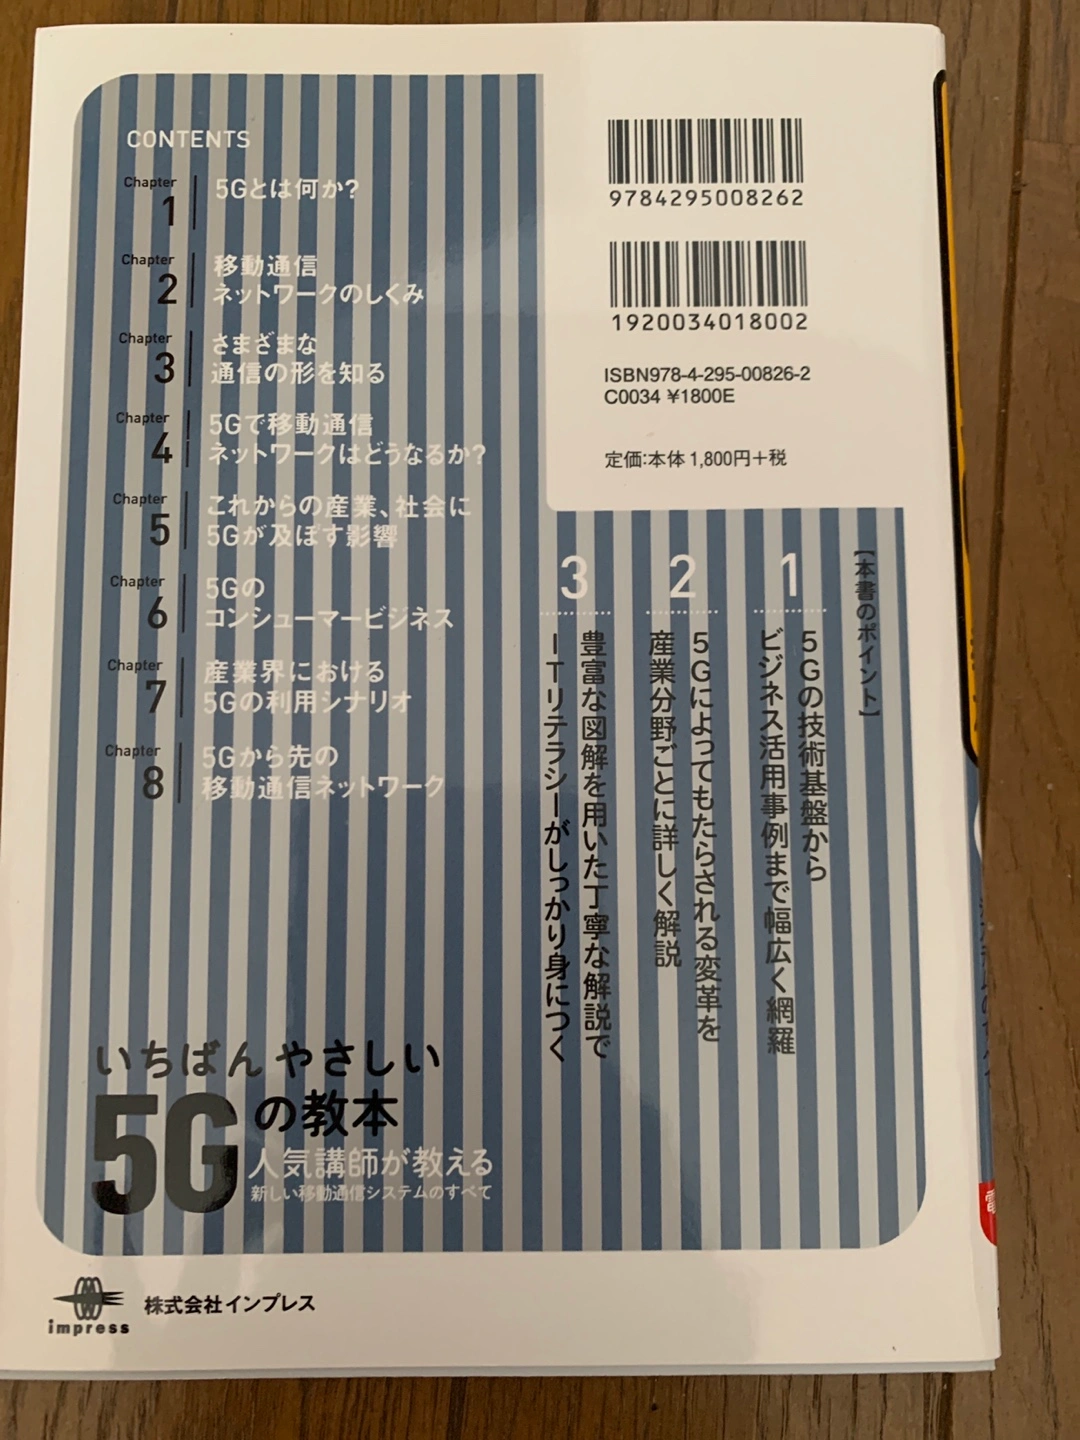 CONTENTS
Chapter 1
5Gとは何か?
Chapter 2
移動通信
ネットワークのしくみ
Chapter 3
さまざまな
通信の形を知る
Chapter 4
5Gで移動通信
ネットワークはどうなるか?
Chapter 5
これからの産業、社会に
5Gが及ぼす影響
Chapter 6
5Gの
コンシューマービジネス
Chapter 7
産業界における
5Gの利用シナリオ
Chapter 8
5Gから先の
移動通信ネットワーク
9784295008262
1920034018002
ISBN978-4-295-00826-2
C0034 ¥1800E
定価:本体1,800円+税
【本書のポイント】
1
5Gの技術基盤から
ビジネス活用事例まで幅広く網羅
2
5Gによってもたらされる変革を
産業分野ごとに詳しく解説
3
豊富な図解を用いた丁寧な解説で
ITリテラシーがしっかり身につく
いちばんやさしい
5Gの教本
人気講師が教える
新しい移動通信システムのすべて
impress
株式会社インプレス